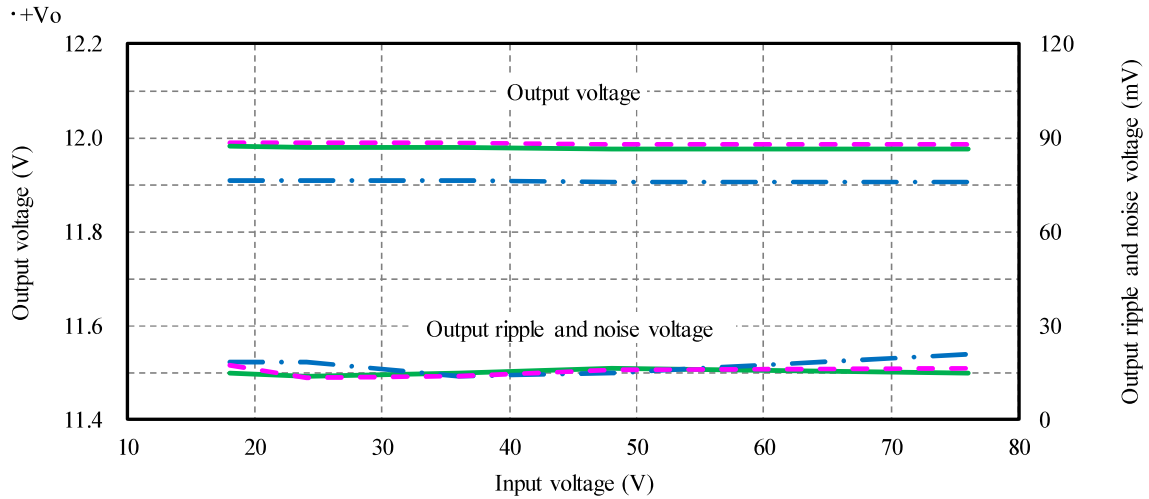 ・+Vo
12.2
12.0
11.8
11.6
11.4
Output voltage (V)
Output voltage
Output ripple and noise voltage
120
90
60
30
0
Output ripple and noise voltage (mV)
10 20 30 40 50 60 70 80
Input voltage (V)